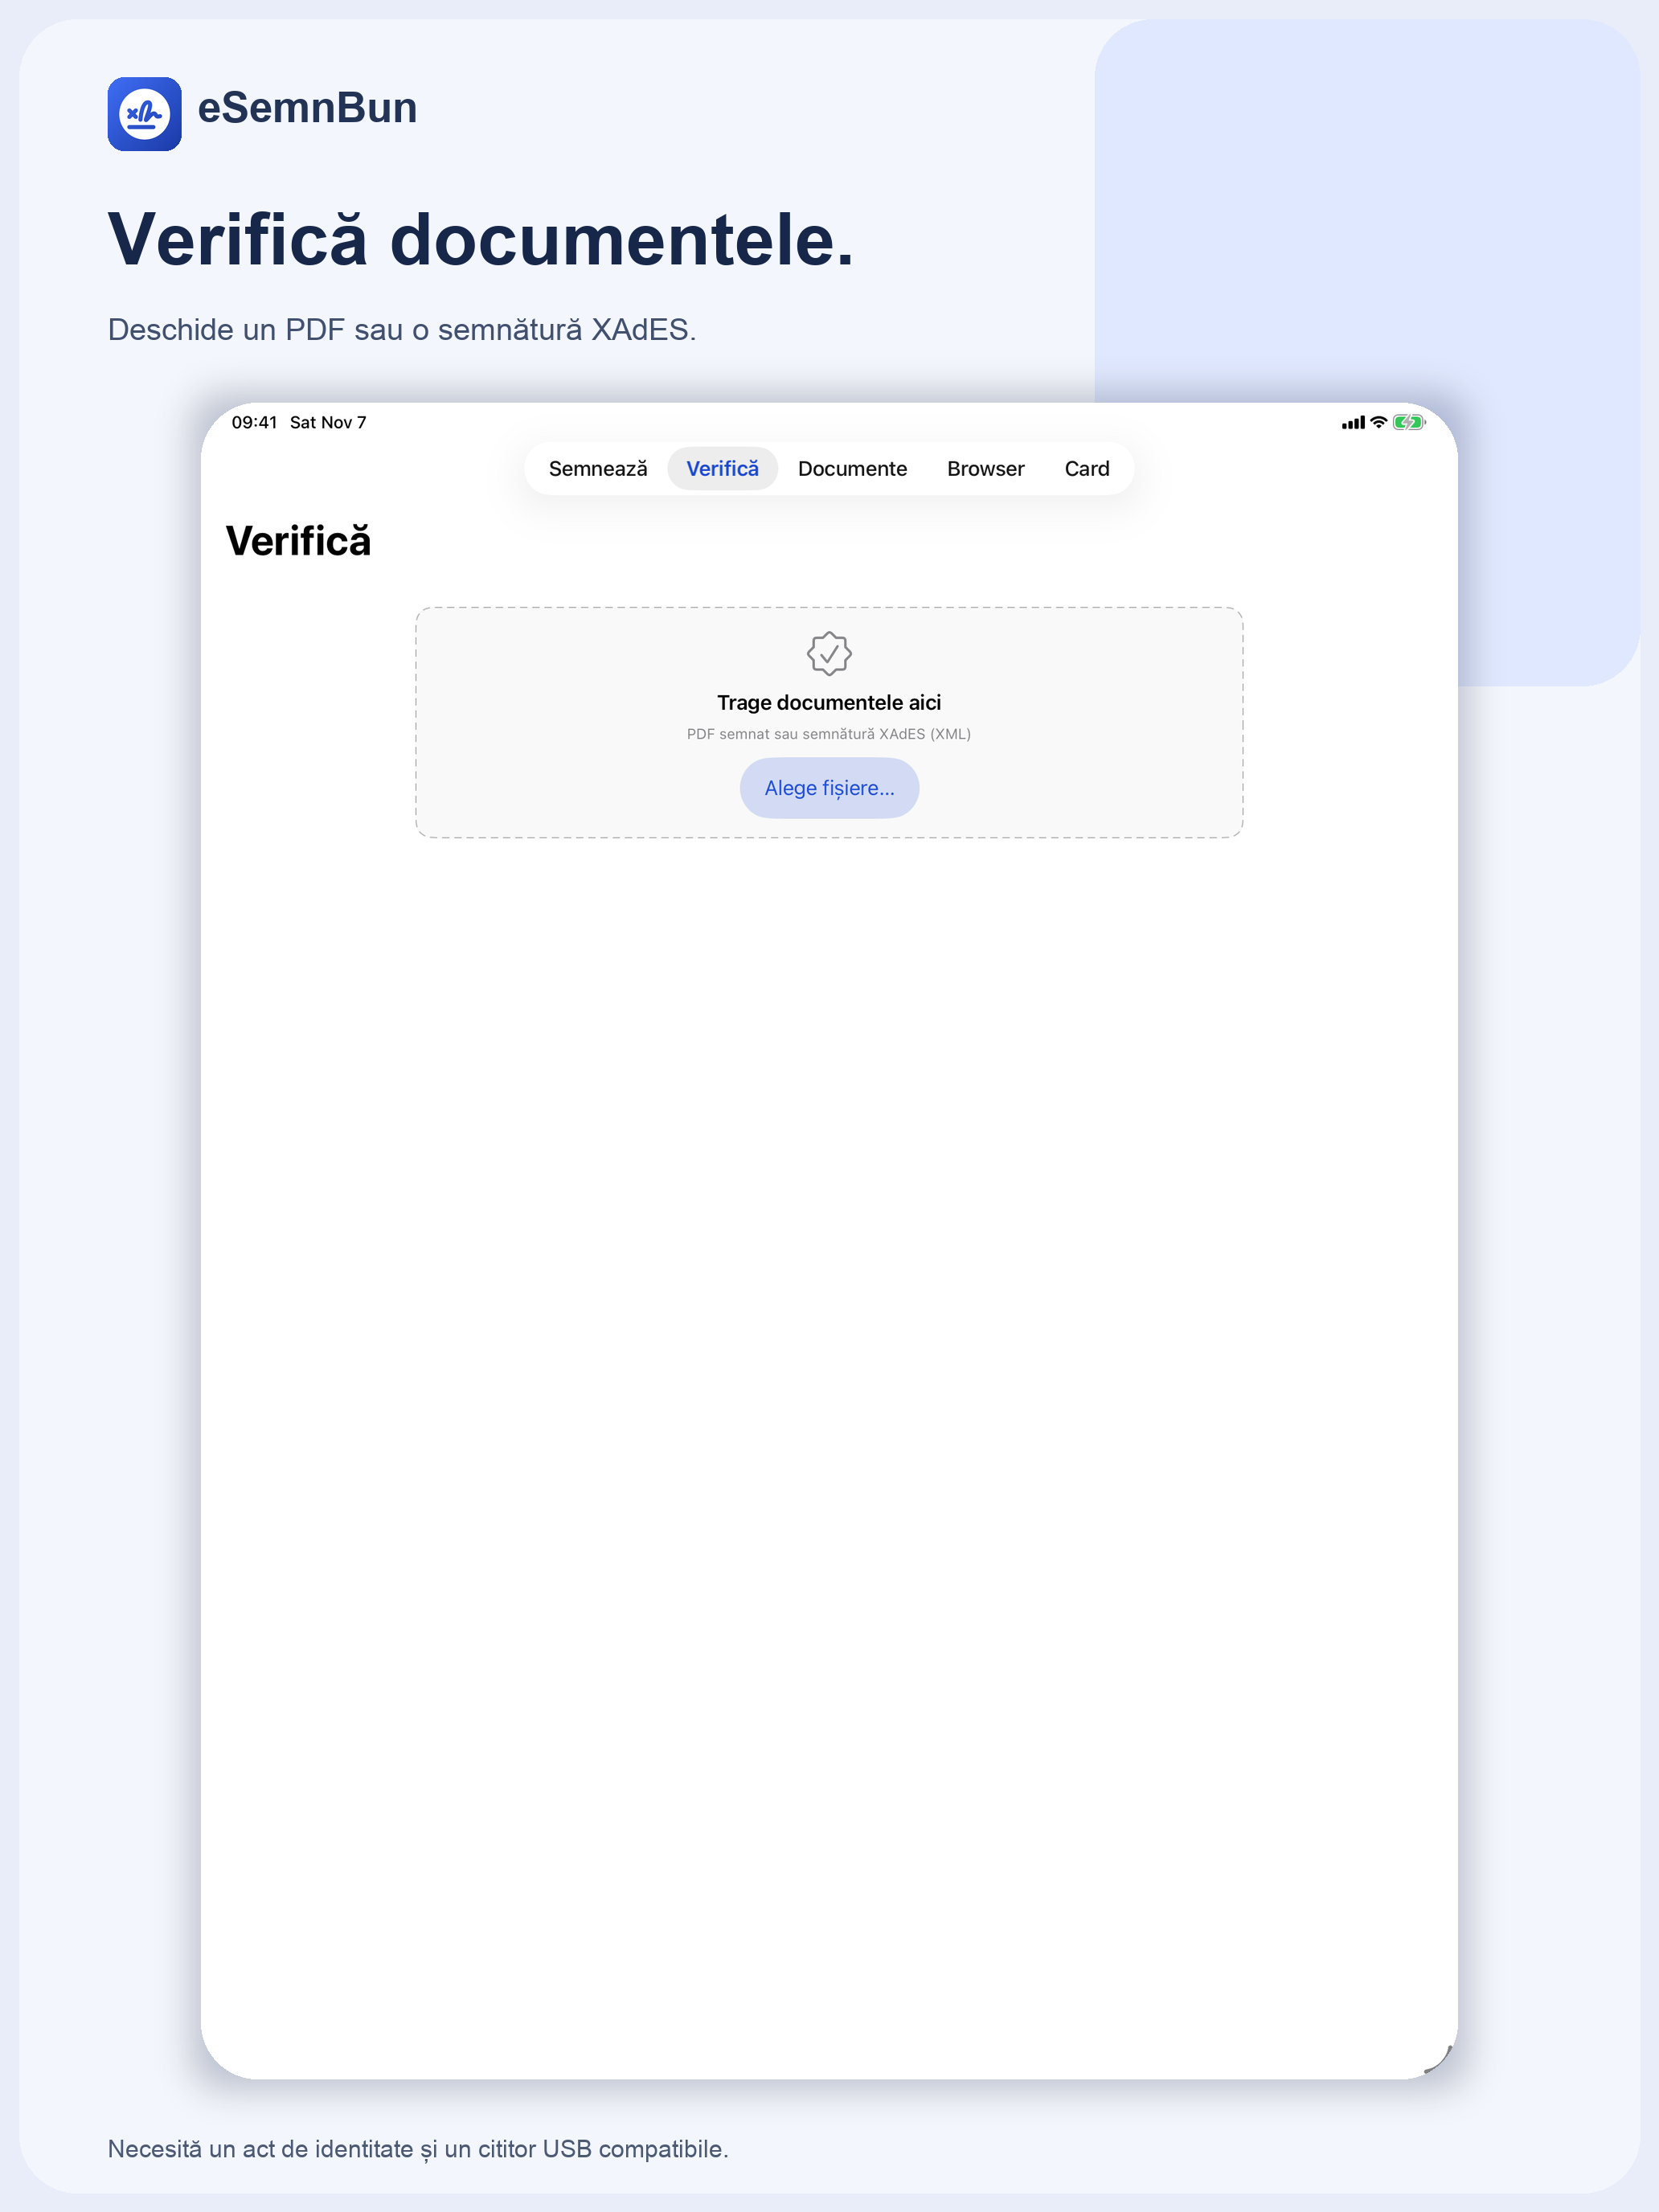 eSemnBun
Verifică documentele.
Deschide un PDF sau o semnătură XAdES.
09:41 Sat Nov 7
Semnează Verifică Documente Browser Card
Verifică
Trage documentele aici
PDF semnat sau semnătură XAdES (XML)
Alege fișiere...
Necesită un act de identitate și un cititor USB compatibile.